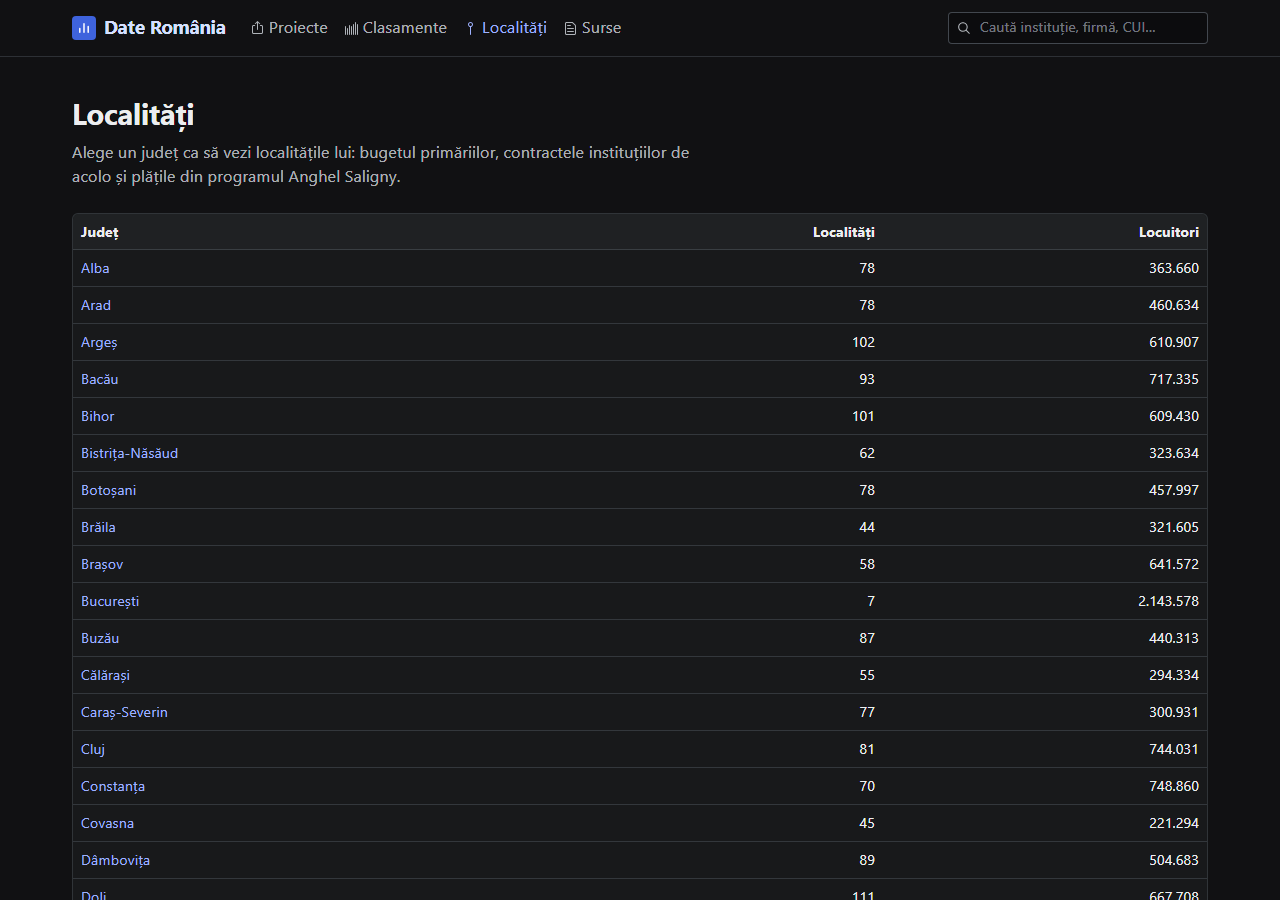 Date România Proiecte Clasamente Localități Surse Caută instituție, firmă, CUI...
Localități
Alege un județ ca să vezi localitățile lui: bugetul primăriilor, contractele instituțiilor de
acolo și plățile din programul Anghel Saligny.
Județ Localități Locuitori
Alba 78 363.660
Arad 78 460.634
Argeș 102 610.907
Bacău 93 717.335
Bihor 101 609.430
Bistrița-Năsăud 62 323.634
Botoșani 78 457.997
Brăila 44 321.605
Brașov 58 641.572
București 7 2.143.578
Buzău 87 440.313
Călărași 55 294.334
Caraș-Severin 77 300.931
Cluj 81 744.031
Constanța 70 748.860
Covasna 45 221.294
Dâmbovița 89 504.683
Dolj 111 667.708